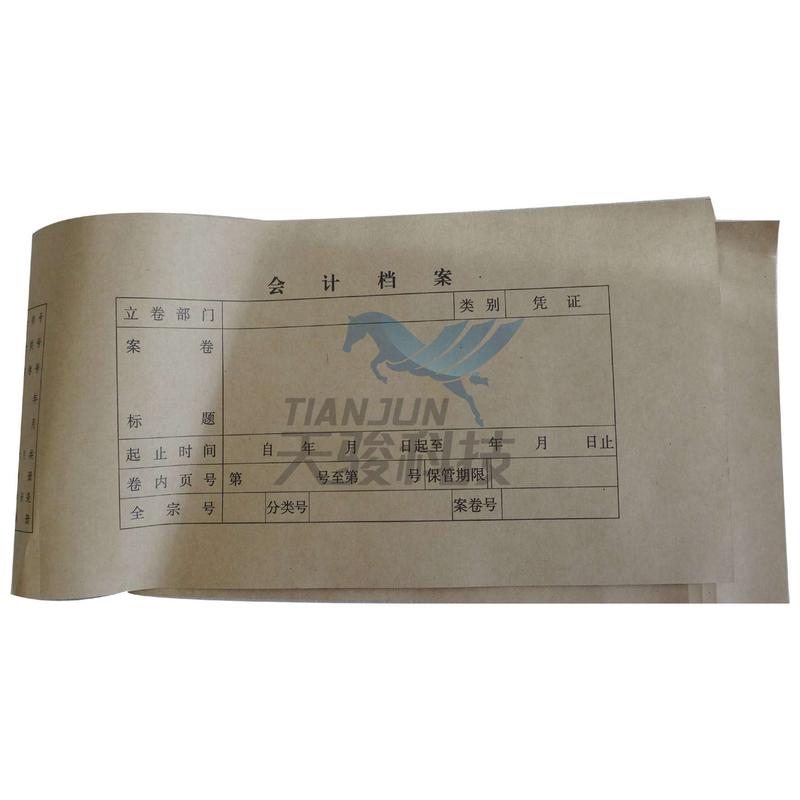 会计档案
立卷部门 类别 凭证
案卷
标题
起止时间 自 年 月 日起至 年 月 日止
卷内页号 第 号至第 号 保管期限
全宗号 分类号 案卷号
TIANJUN
天骏科技